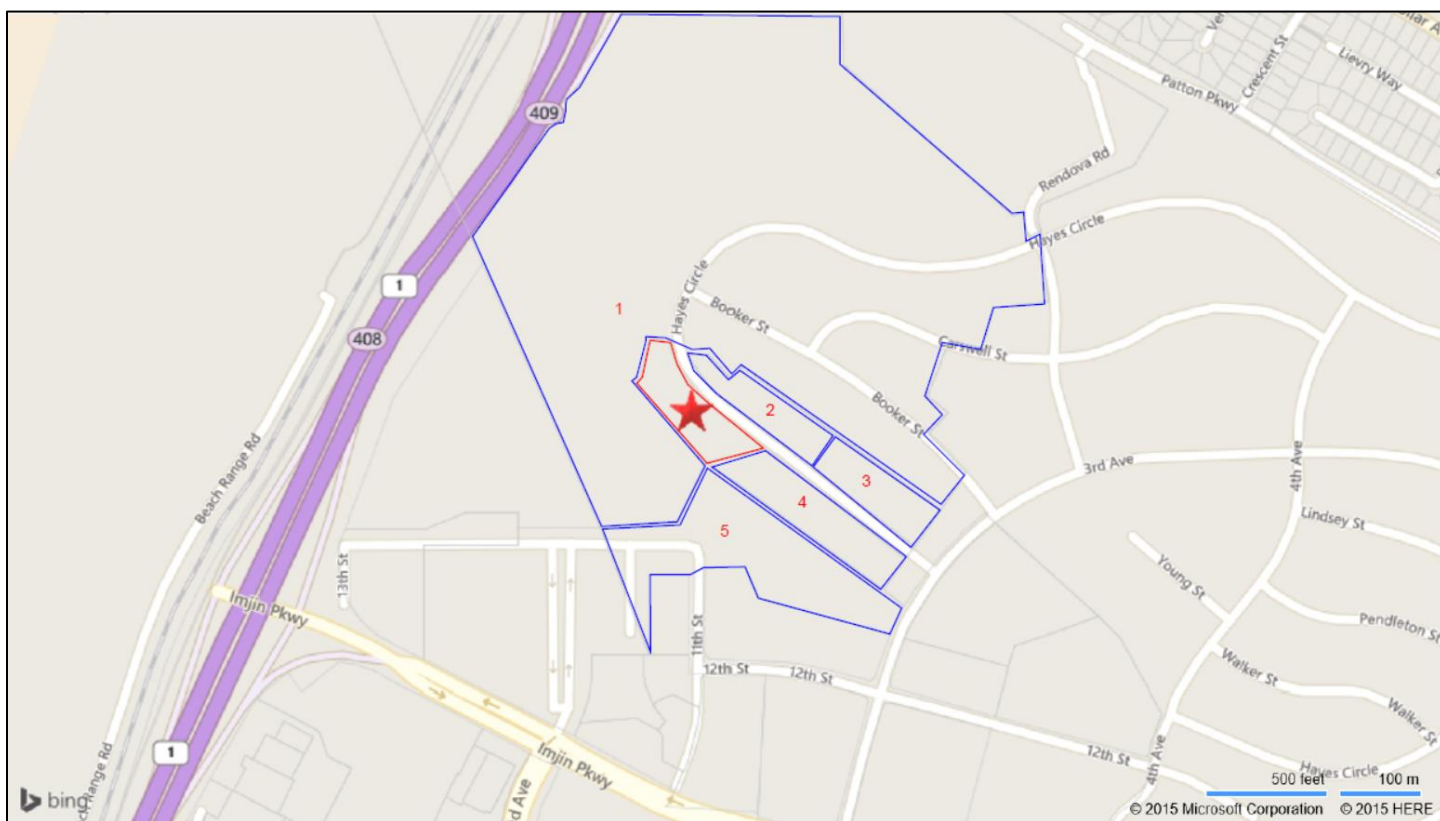 Lievry Way
Crescent St
Patton Pkwy
409
Rendova Rd
Hayes Circle
1
Hayes Circle
1
Booker St
408
Carswell St
2
Booker St
Beach Range Rd
3rd Ave
4th Ave
3
4
Lindsey St
5
13th St
Young St
Imjin Pkwy
Pendleton St
11th St
12th St
12th St
Walker St
Walker St
1
Imjin Pkwy
12th St
4th Ave
Hayes Circle
Range Rd
Ave
500 feet
100 m
bing
© 2015 Microsoft Corporation
© 2015 HERE